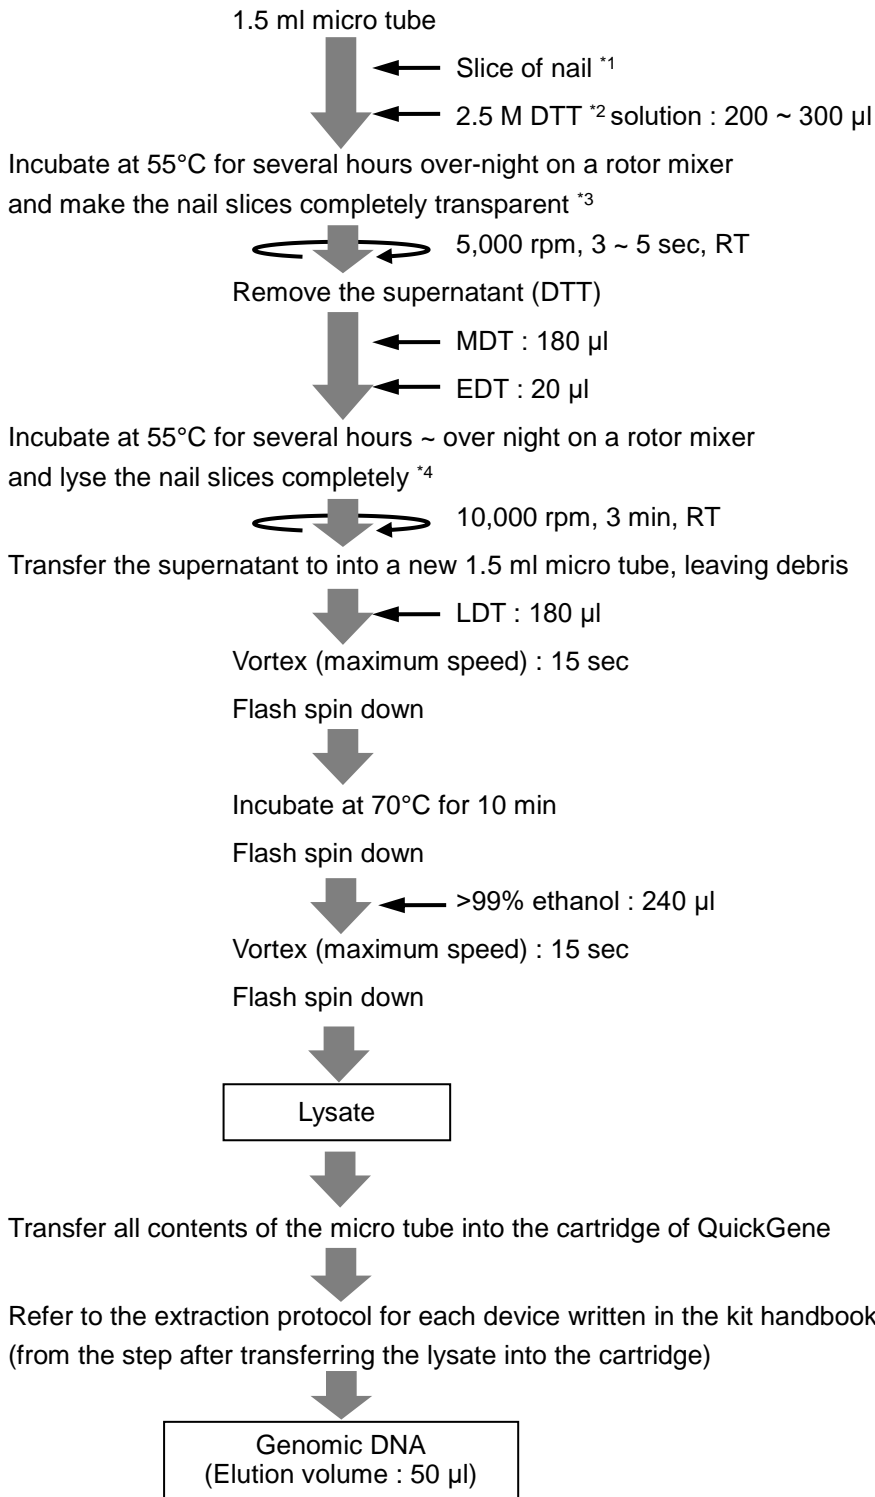 1.5 ml micro tube
Slice of nail *1
2.5 M DTT *2 solution : 200 ~ 300 µl
Incubate at 55°C for several hours over-night on a rotor mixer
and make the nail slices completely transparent *3
5,000 rpm, 3 ~ 5 sec, RT
Remove the supernatant (DTT)
MDT : 180 µl
EDT : 20 µl
Incubate at 55°C for several hours ~ over night on a rotor mixer
and lyse the nail slices completely *4
10,000 rpm, 3 min, RT
Transfer the supernatant to into a new 1.5 ml micro tube, leaving debris
LDT : 180 µl
Vortex (maximum speed) : 15 sec
Flash spin down
Incubate at 70°C for 10 min
Flash spin down
>99% ethanol : 240 µl
Vortex (maximum speed) : 15 sec
Flash spin down
Lysate
Transfer all contents of the micro tube into the cartridge of QuickGene
Refer to the extraction protocol for each device written in the kit handbook
(from the step after transferring the lysate into the cartridge)
Genomic DNA
(Elution volume : 50 µl)